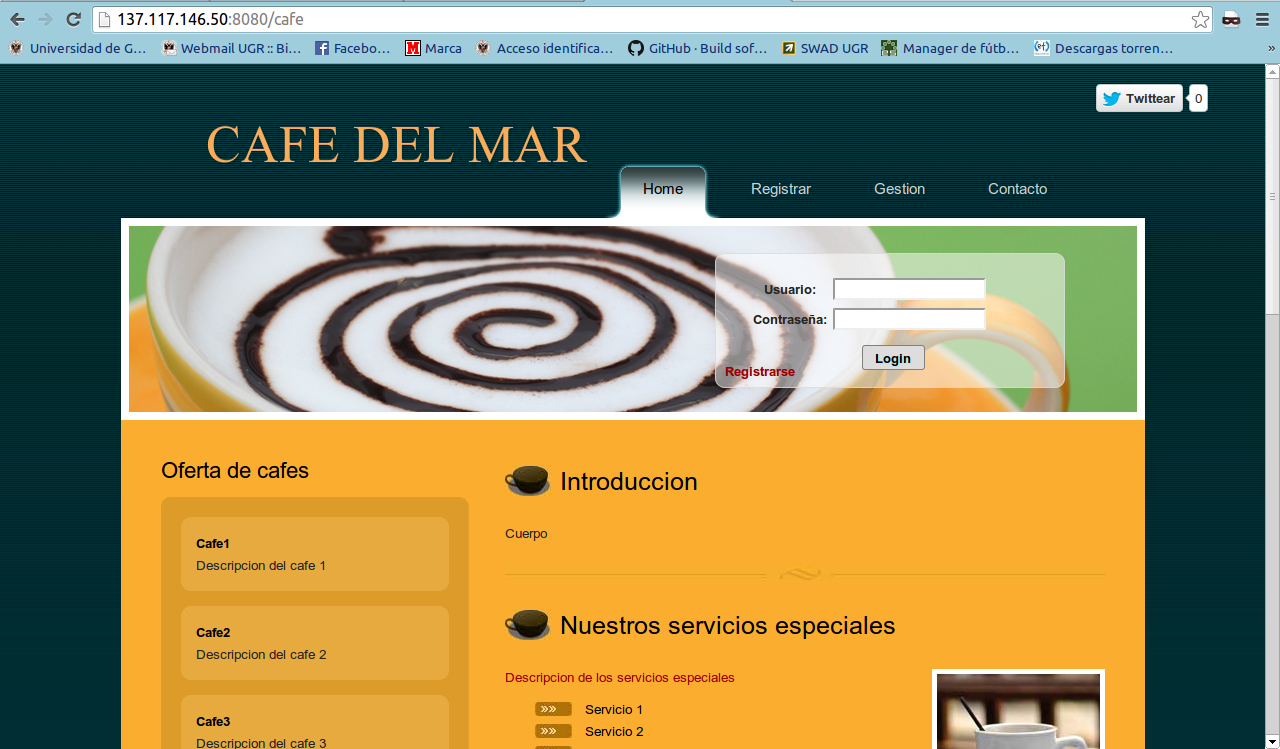 137.117.146.50:8080/cafe
Universidad de G... Webmail UGR :: Bi... Facebo... Marca Acceso identifica... GitHub · Build sof... SWAD UGR Manager de fútb... Descargas torren... »
Twittear 0
CAFE DEL MAR
Home Registrar Gestion Contacto
Usuario:
Contraseña:
Login
Registrarse
Oferta de cafes
Cafe1
Descripcion del cafe 1
Cafe2
Descripcion del cafe 2
Cafe3
Descripcion del cafe 3
Introduccion
Cuerpo
Nuestros servicios especiales
Descripcion de los servicios especiales
»» Servicio 1
»» Servicio 2